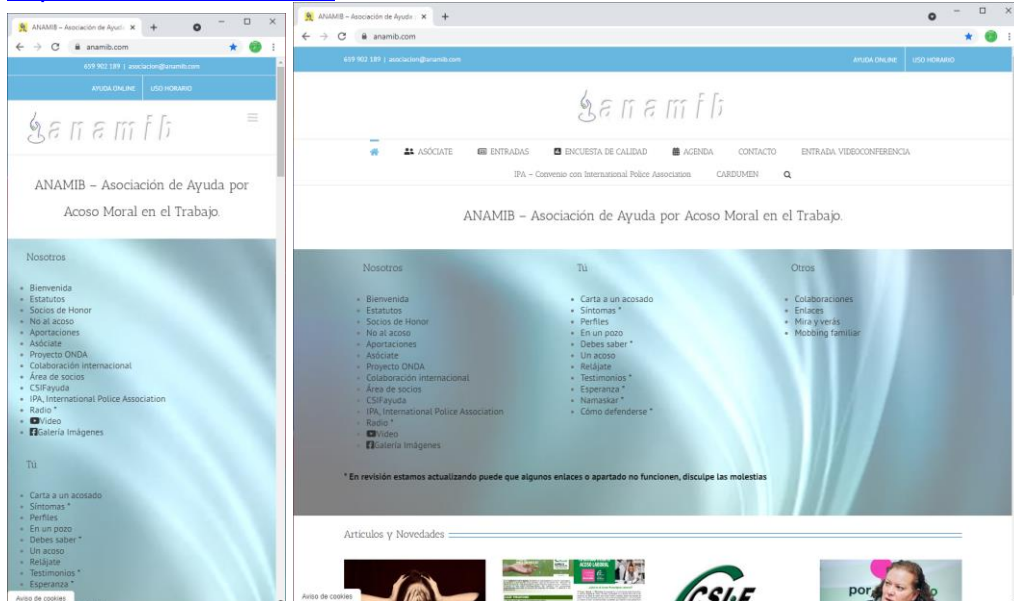 ANAMIB – Asociación de Ayuda
anamib.com
659 902 189 | asociacion@anamib.com
AYUDA ONLINE USO HORARIO
anamib
ANAMIB – Asociación de Ayuda por
Acoso Moral en el Trabajo.
Nosotros
Bienvenida
Estatutos
Socios de Honor
No al acoso
Aportaciones
Asóciate
Proyecto ONDA
Colaboración internacional
Área de socios
CSIFayuda
IPA, International Police Association
Radio *
Video
Galería Imágenes
Tú
Carta a un acosado
Síntomas *
Perfiles
En un pozo
Debes saber *
Un acoso
Relájate
Testimonios *
Esperanza *
Aviso de cookies
ANAMIB – Asociación de Ayuda
anamib.com
659 902 189 | asociacion@anamib.com AYUDA ONLINE USO HORARIO
anamib
ASÓCIATE ENTRADAS ENCUESTA DE CALIDAD AGENDA CONTACTO ENTRADA VIDEOCONFERENCIA
IPA – Convenio con International Police Association CARDUMEN
ANAMIB – Asociación de Ayuda por Acoso Moral en el Trabajo.
Nosotros
Bienvenida
Estatutos
Socios de Honor
No al acoso
Aportaciones
Asóciate
Proyecto ONDA
Colaboración internacional
Área de socios
CSIFayuda
IPA, International Police Association
Radio *
Video
Galería Imágenes
Tú
Carta a un acosado
Síntomas *
Perfiles
En un pozo
Debes saber *
Un acoso
Relájate
Testimonios *
Esperanza *
Namaskar *
Cómo defenderse *
Otros
Colaboraciones
Enlaces
Mira y verás
Mobbing familiar
* En revisión estamos actualizando puede que algunos enlaces o apartado no funcionen, disculpe las molestias
Artículos y Novedades
ACOSO LABORAL
CSI·F
por
Aviso de cookies